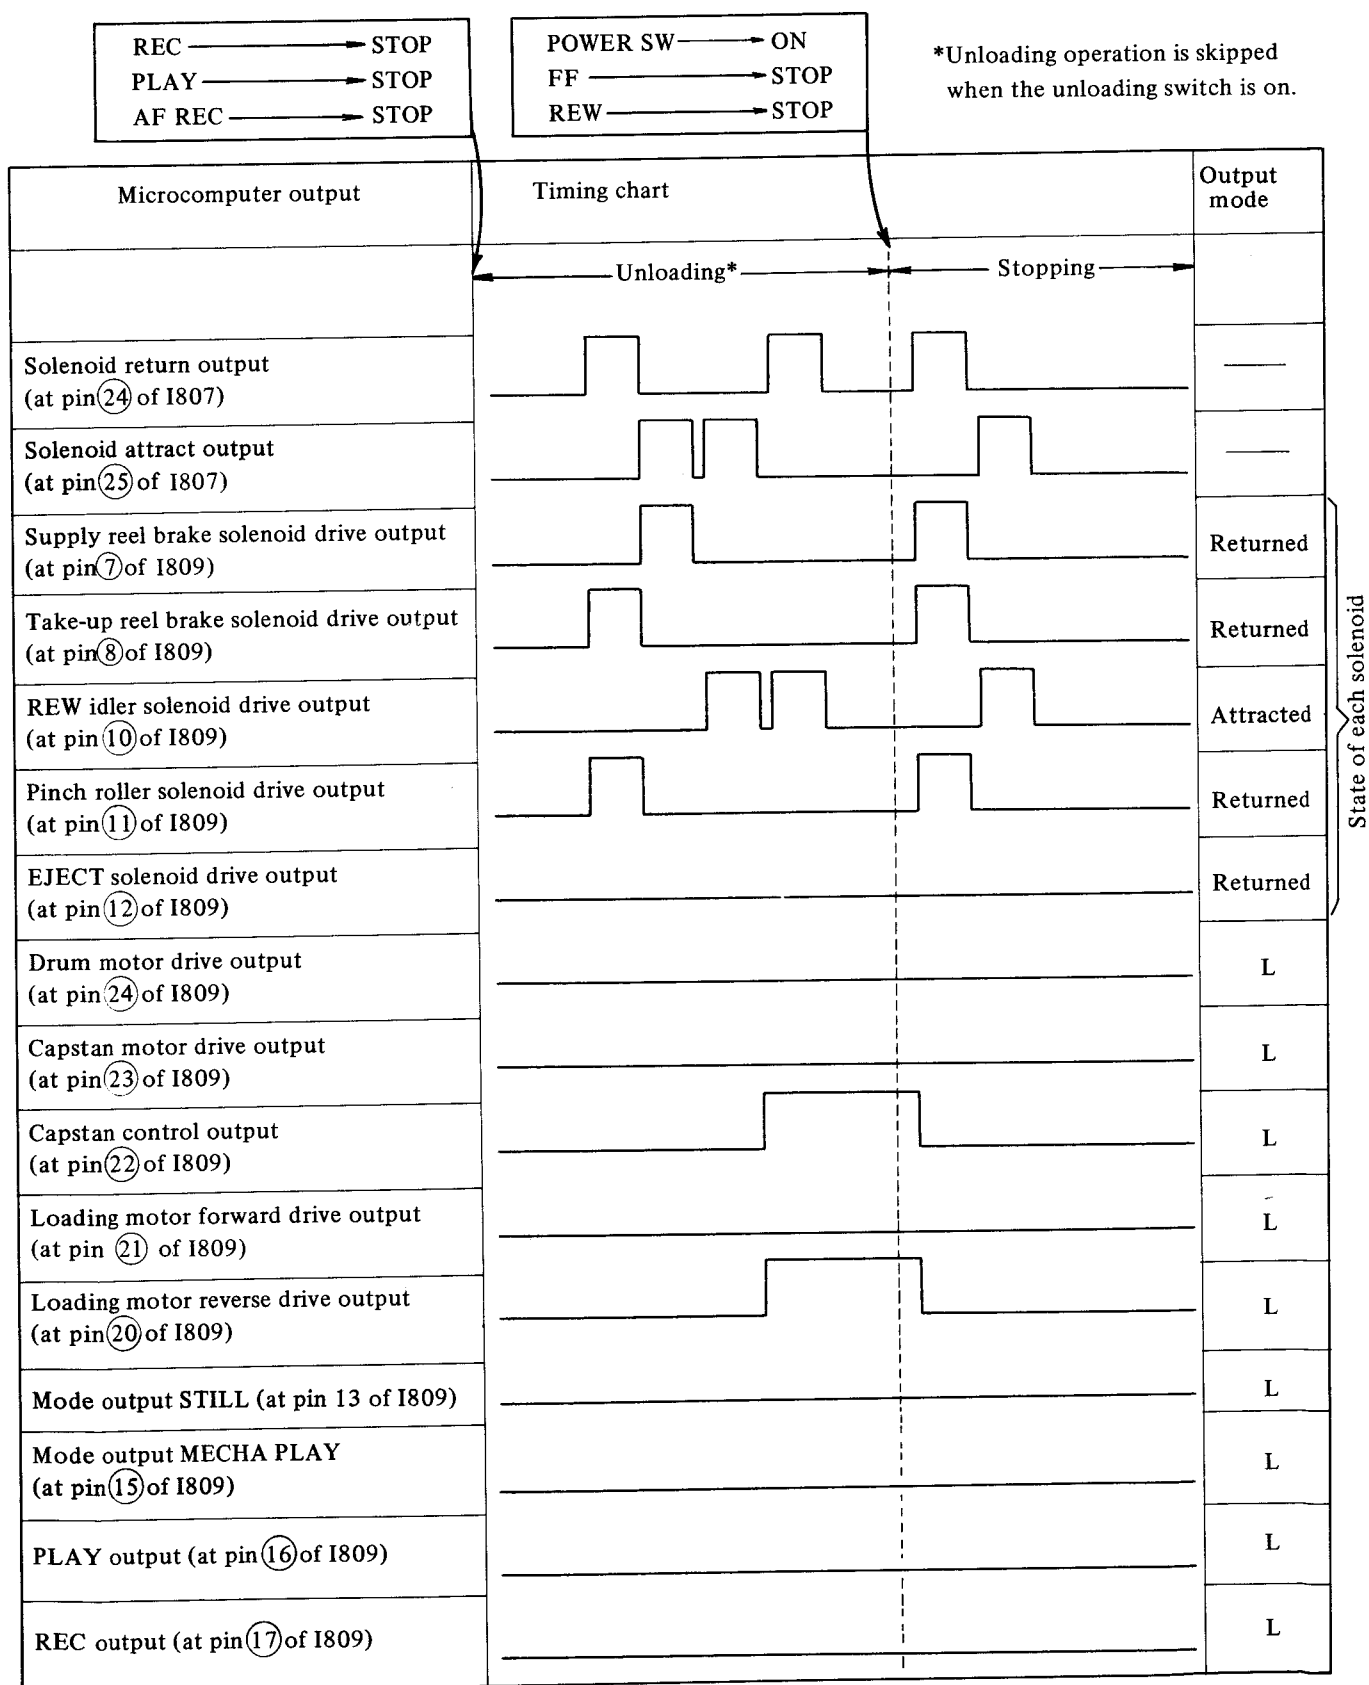 REC STOP
PLAY STOP
AF REC STOP
POWER SW ON
FF STOP
REW STOP
*Unloading operation is skipped
when the unloading switch is on.
Microcomputer output
Timing chart
Output
mode
Unloading*
Stopping
Solenoid return output
(at pin 24 of I807)
Solenoid attract output
(at pin 25 of I807)
Supply reel brake solenoid drive output
(at pin 7 of I809)
Returned
Take-up reel brake solenoid drive output
(at pin 8 of I809)
Returned
REW idler solenoid drive output
(at pin 10 of I809)
Attracted
Pinch roller solenoid drive output
(at pin 11 of I809)
Returned
EJECT solenoid drive output
(at pin 12 of I809)
Returned
State of each solenoid
Drum motor drive output
(at pin 24 of I809)
L
Capstan motor drive output
(at pin 23 of I809)
L
Capstan control output
(at pin 22 of I809)
L
Loading motor forward drive output
(at pin 21 of I809)
L
Loading motor reverse drive output
(at pin 20 of I809)
L
Mode output STILL (at pin 13 of I809)
L
Mode output MECHA PLAY
(at pin 15 of I809)
L
PLAY output (at pin 16 of I809)
L
REC output (at pin 17 of I809)
L